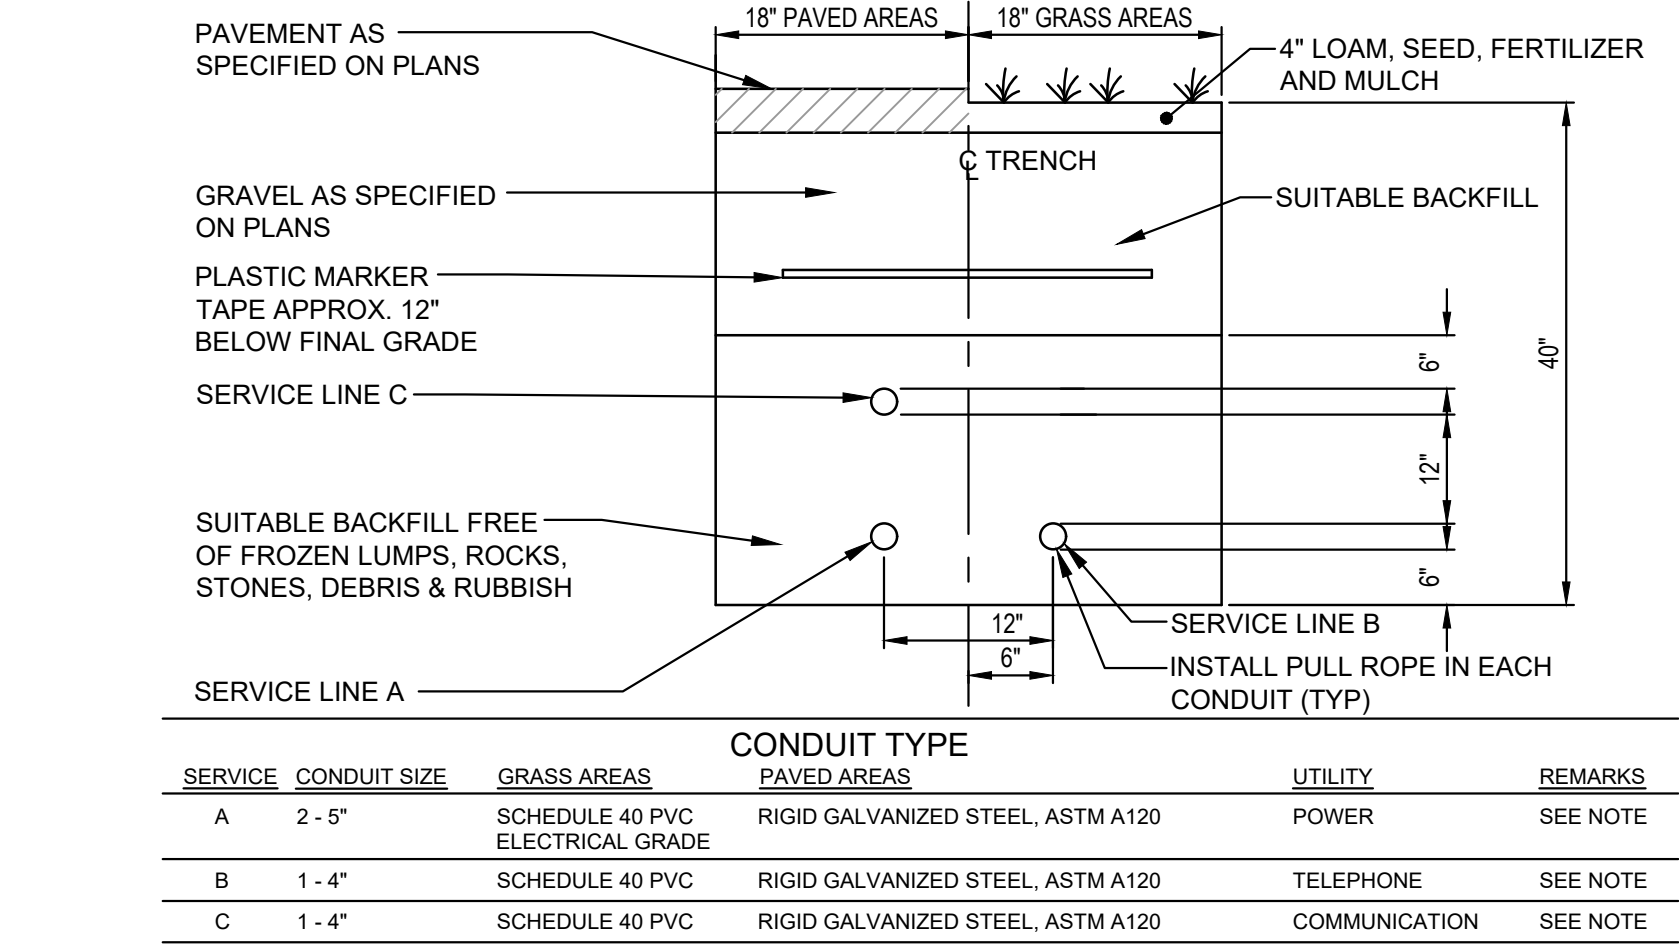 18" PAVED AREAS
18" GRASS AREAS
PAVEMENT AS
SPECIFIED ON PLANS
4" LOAM, SEED, FERTILIZER
AND MULCH
℄ TRENCH
GRAVEL AS SPECIFIED
ON PLANS
SUITABLE BACKFILL
PLASTIC MARKER
TAPE APPROX. 12"
BELOW FINAL GRADE
6"
40"
SERVICE LINE C
12"
SUITABLE BACKFILL FREE
OF FROZEN LUMPS, ROCKS,
STONES, DEBRIS & RUBBISH
6"
12"
SERVICE LINE B
6"
INSTALL PULL ROPE IN EACH
CONDUIT (TYP)
SERVICE LINE A
CONDUIT TYPE
SERVICE CONDUIT SIZE GRASS AREAS PAVED AREAS UTILITY REMARKS
A 2 - 5" SCHEDULE 40 PVC RIGID GALVANIZED STEEL, ASTM A120 POWER SEE NOTE
ELECTRICAL GRADE
B 1 - 4" SCHEDULE 40 PVC RIGID GALVANIZED STEEL, ASTM A120 TELEPHONE SEE NOTE
C 1 - 4" SCHEDULE 40 PVC RIGID GALVANIZED STEEL, ASTM A120 COMMUNICATION SEE NOTE